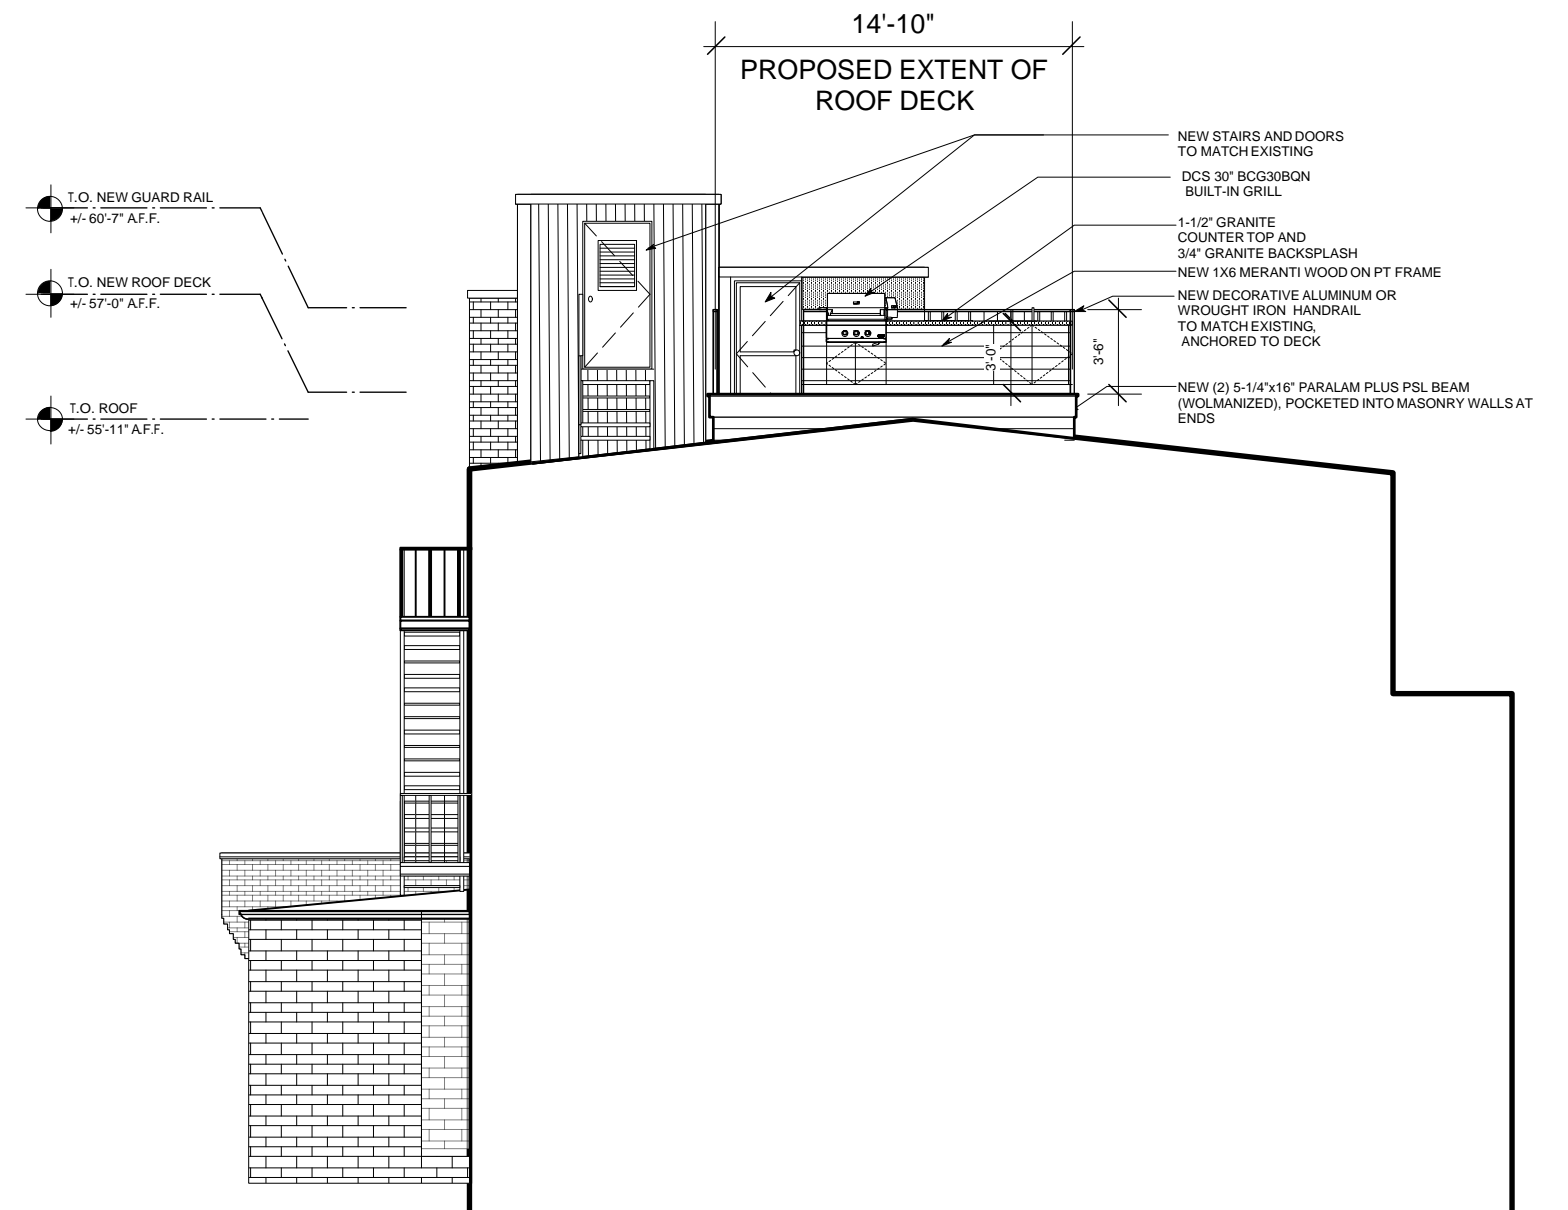 14'-10"
PROPOSED EXTENT OF
ROOF DECK
NEW STAIRS AND DOORS
TO MATCH EXISTING
DCS 30" BCG30BQN
BUILT-IN GRILL
1-1/2" GRANITE
COUNTER TOP AND
3/4" GRANITE BACKSPLASH
NEW 1X6 MERANTI WOOD ON PT FRAME
NEW DECORATIVE ALUMINUM OR
WROUGHT IRON HANDRAIL
TO MATCH EXISTING,
ANCHORED TO DECK
NEW (2) 5-1/4"x16" PARALAM PLUS PSL BEAM
(WOLMANIZED), POCKETED INTO MASONRY WALLS AT
ENDS
T.O. NEW GUARD RAIL
+/- 60'-7" A.F.F.
T.O. NEW ROOF DECK
+/- 57'-0" A.F.F.
T.O. ROOF
+/- 55'-11" A.F.F.
3'-0"
3'-6"